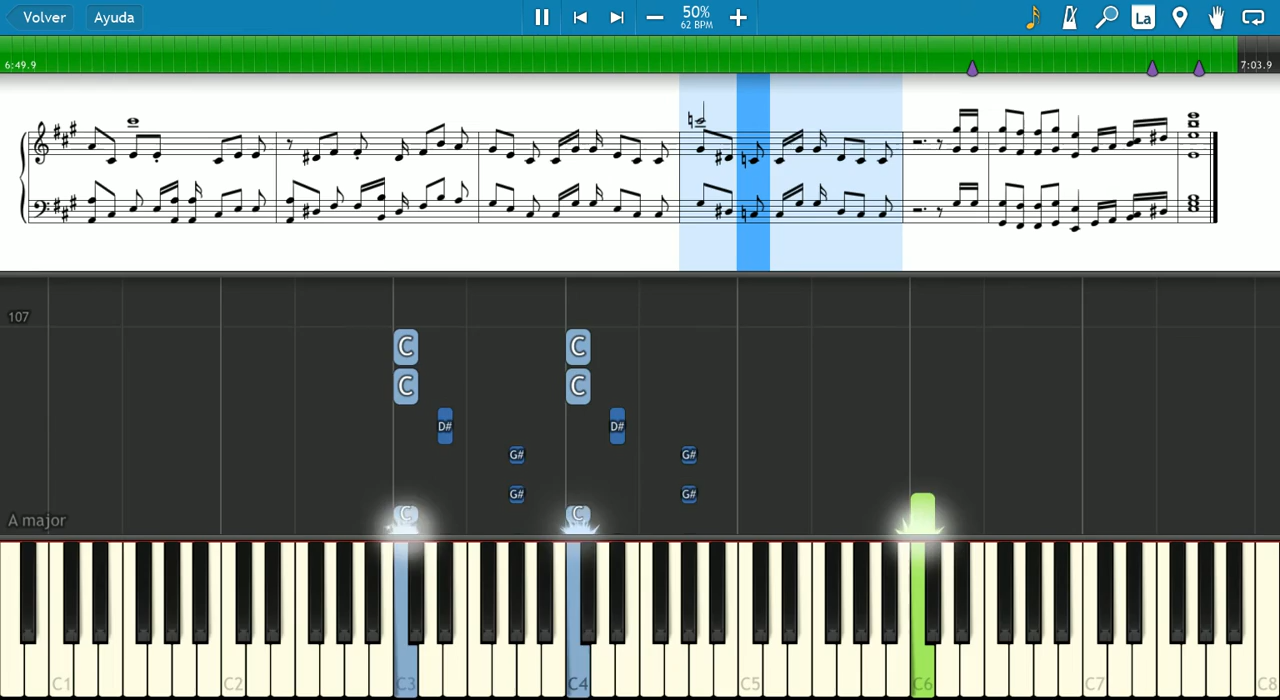 Volver
Ayuda
50%
62 BPM
La
6:49.9
7:03.9
107
C C
C C
D# D#
G# G#
G# G#
A major
C C
C1 C2 C3 C4 C5 C6 C7 C8